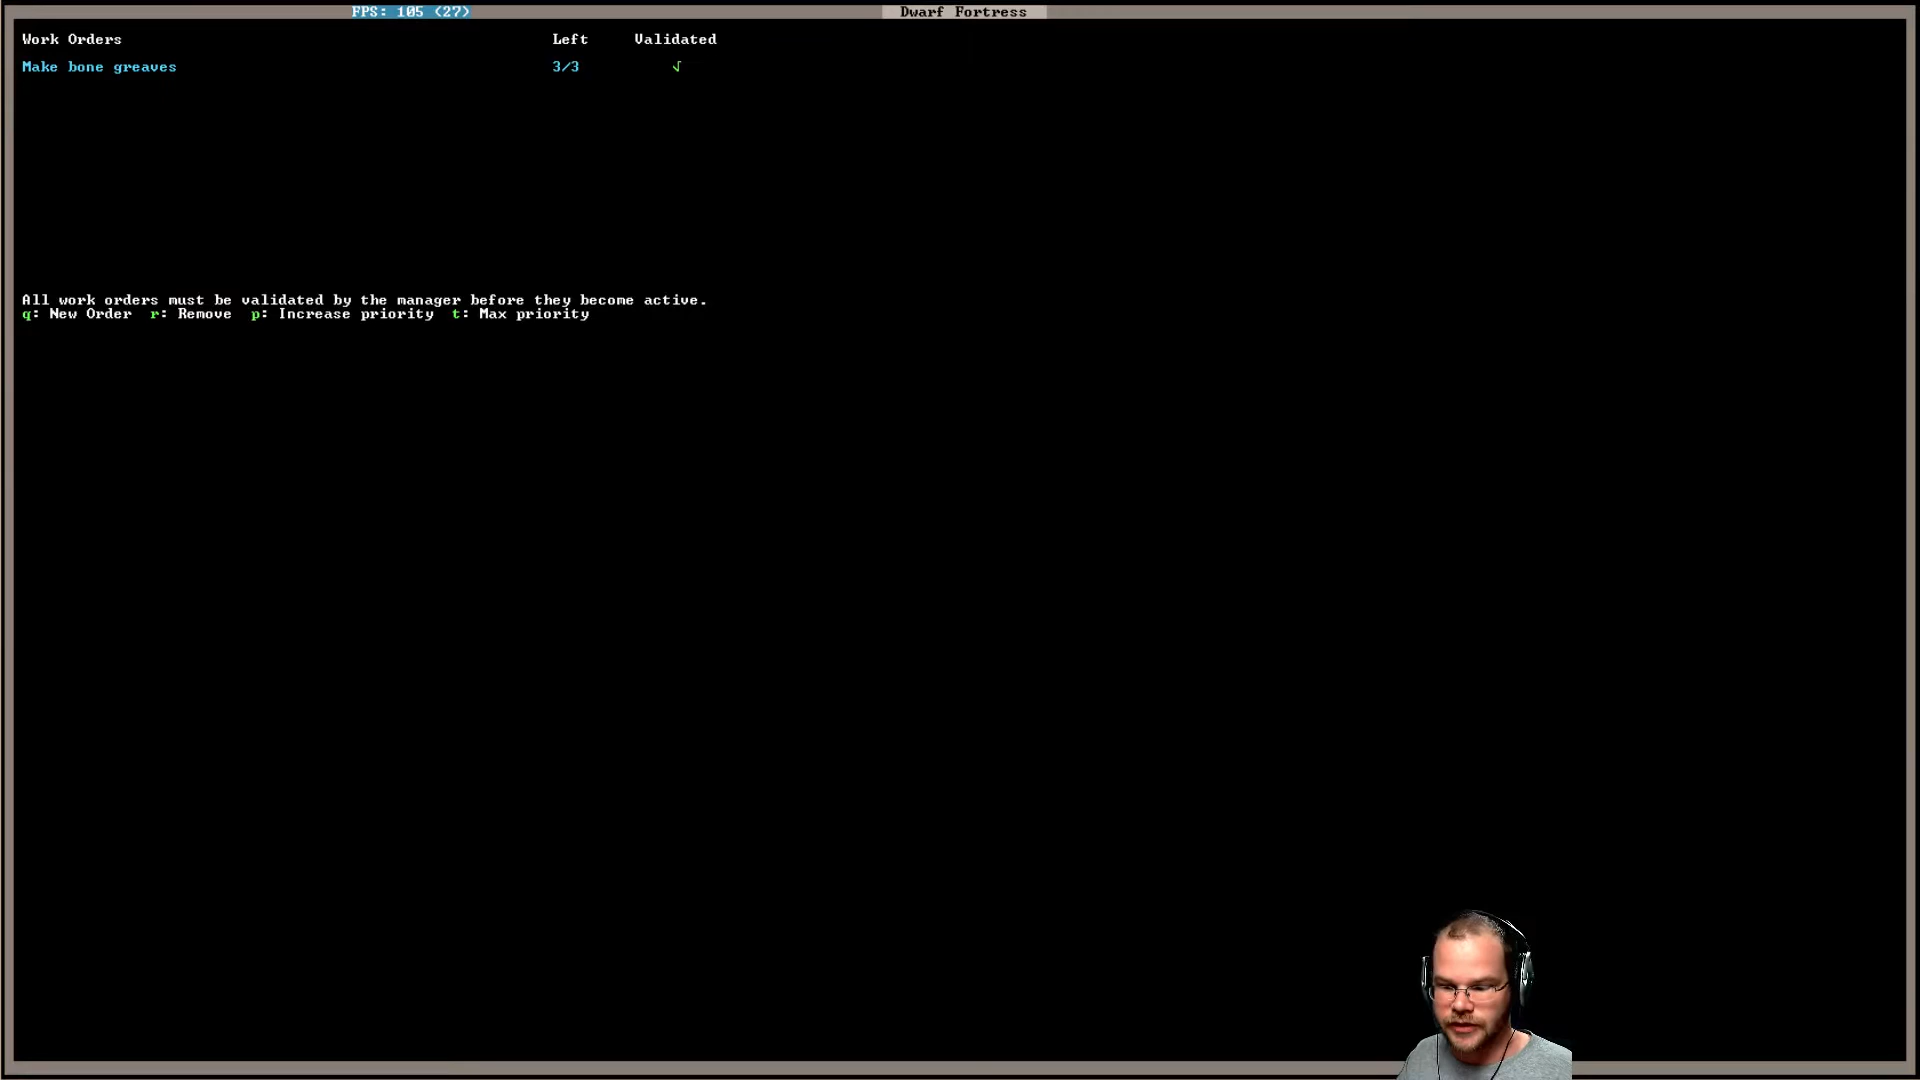 FPS: 105 (27)
Dwarf Fortress
Work Orders Left Validated
Make bone greaves 3/3 √
All work orders must be validated by the manager before they become active.
q: New Order r: Remove p: Increase priority t: Max priority